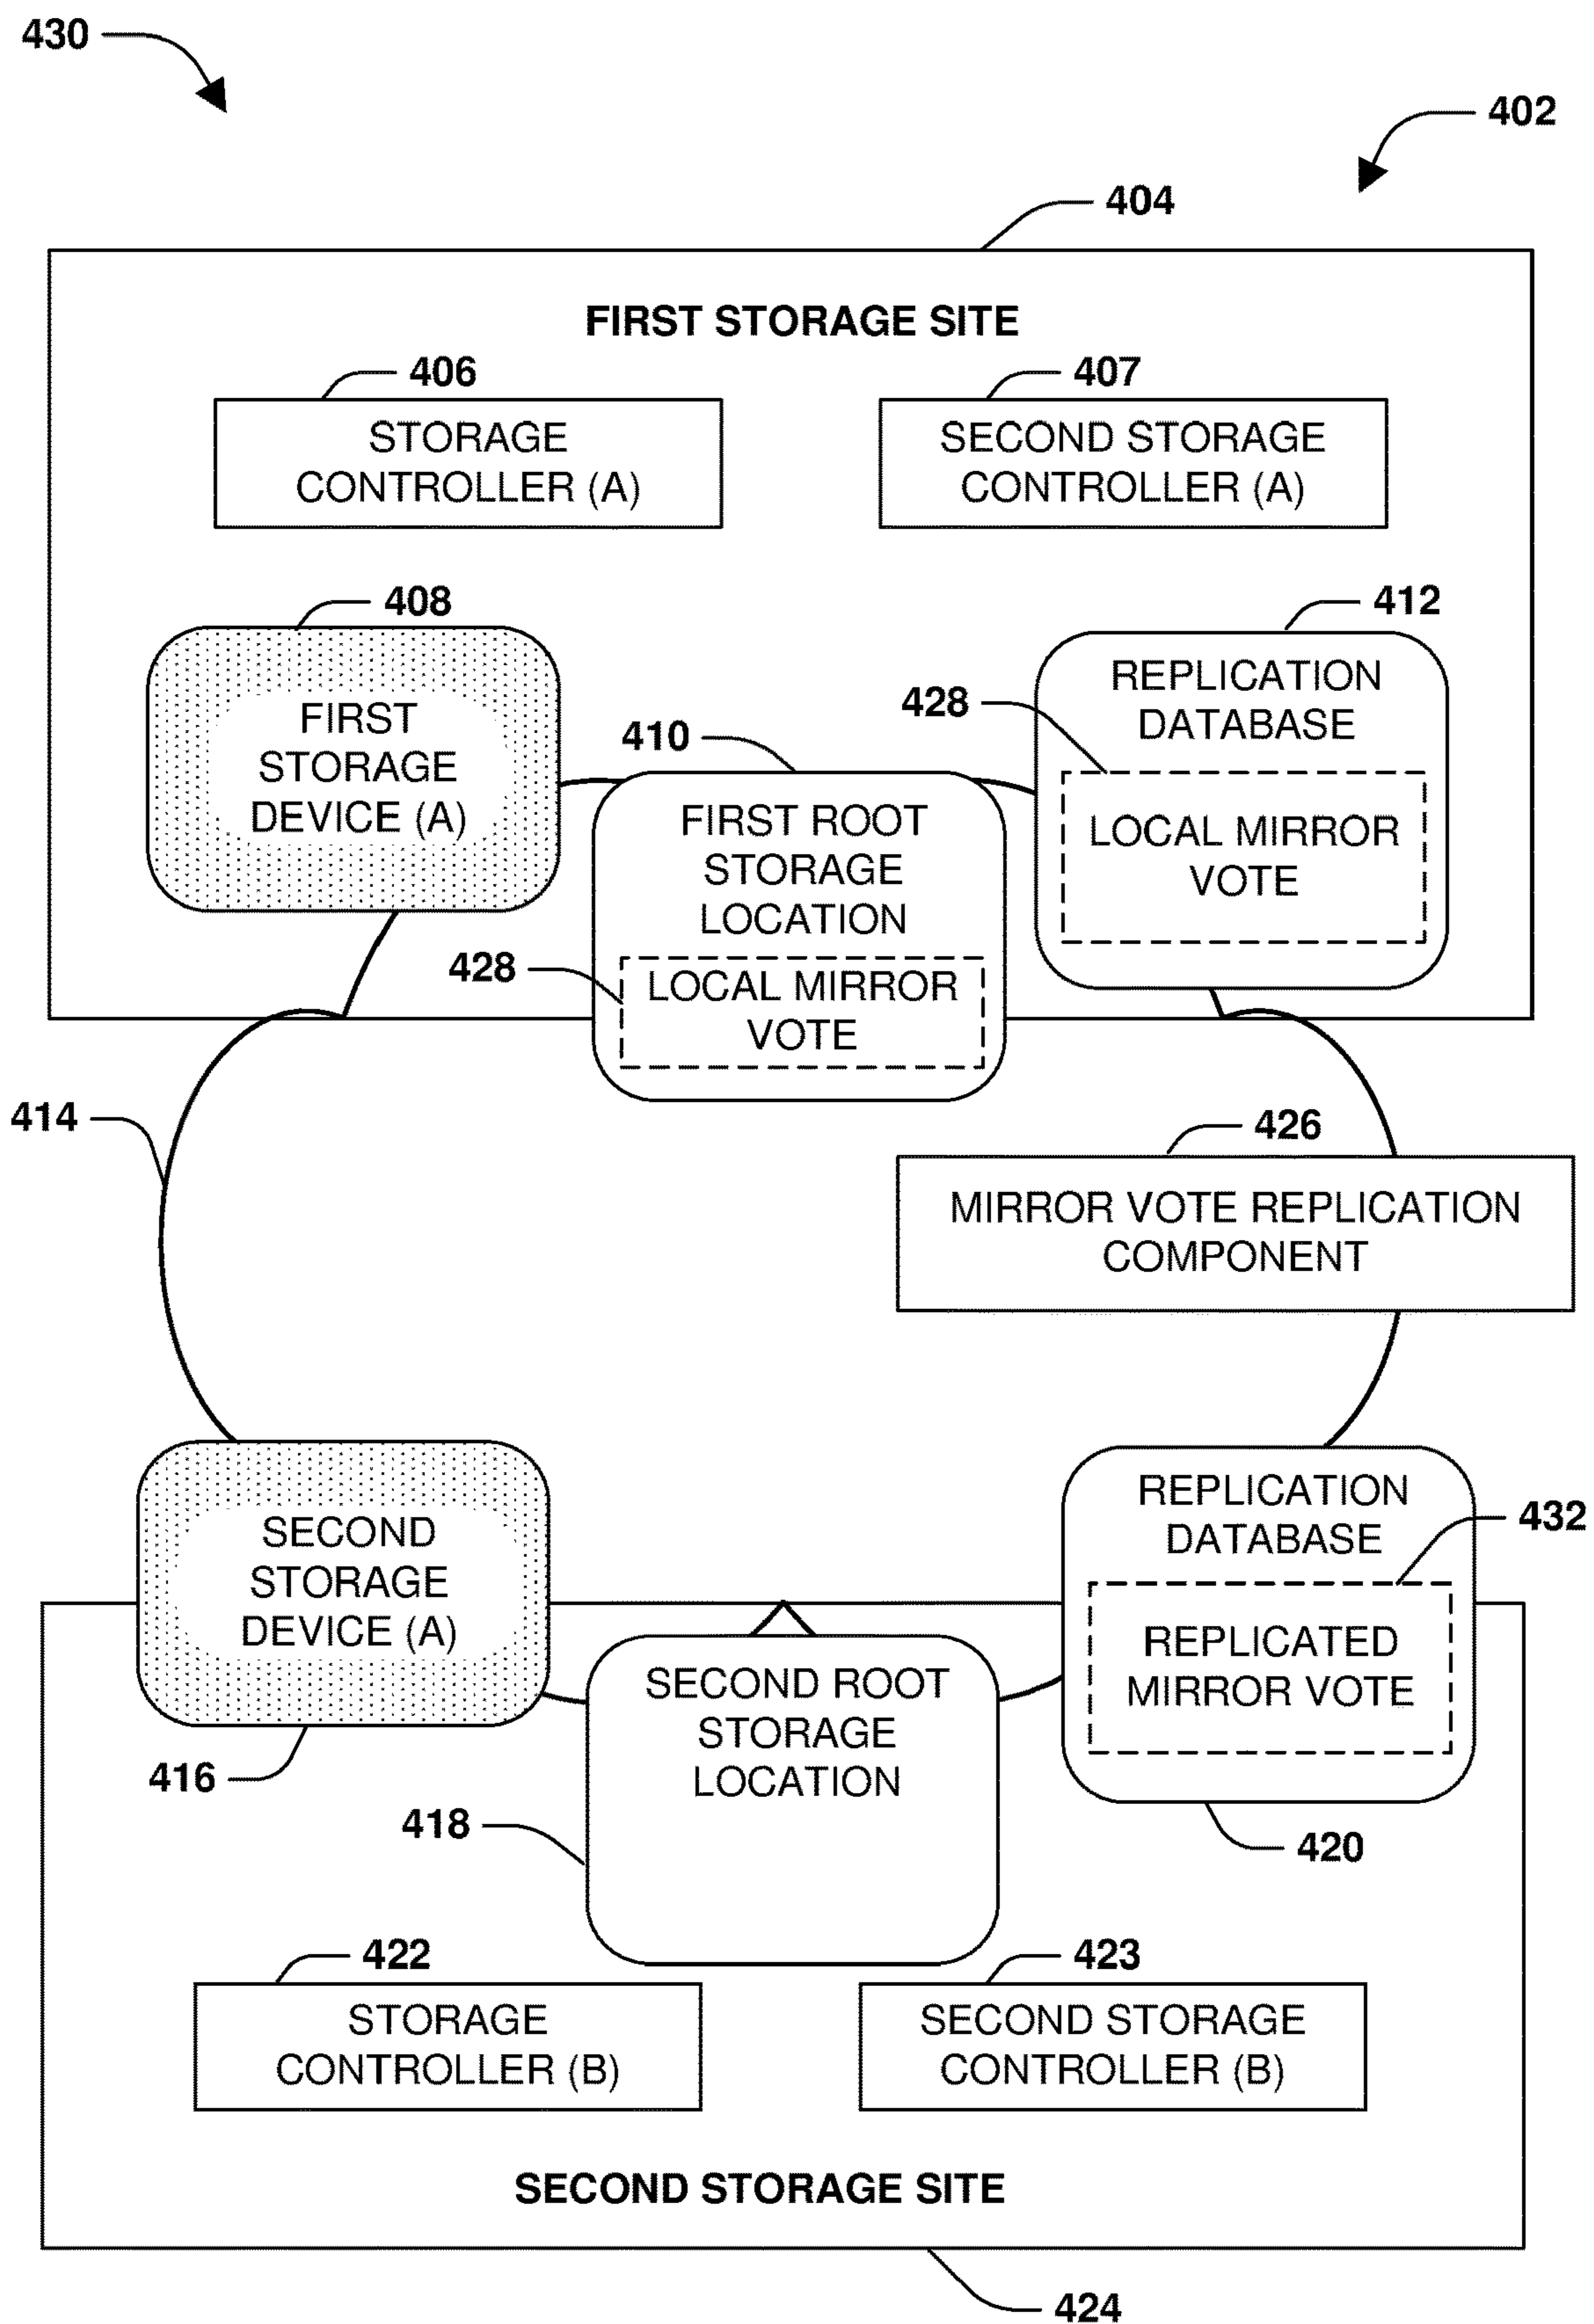 430
402
404
FIRST STORAGE SITE
406
407
STORAGE
CONTROLLER (A)
SECOND STORAGE
CONTROLLER (A)
408
412
FIRST
STORAGE
DEVICE (A)
410
428
REPLICATION
DATABASE
LOCAL MIRROR
VOTE
FIRST ROOT
STORAGE
LOCATION
428
LOCAL MIRROR
VOTE
414
426
MIRROR VOTE REPLICATION
COMPONENT
SECOND
STORAGE
DEVICE (A)
REPLICATION
DATABASE
432
REPLICATED
MIRROR VOTE
SECOND ROOT
STORAGE
LOCATION
416
418
420
422
423
STORAGE
CONTROLLER (B)
SECOND STORAGE
CONTROLLER (B)
SECOND STORAGE SITE
424